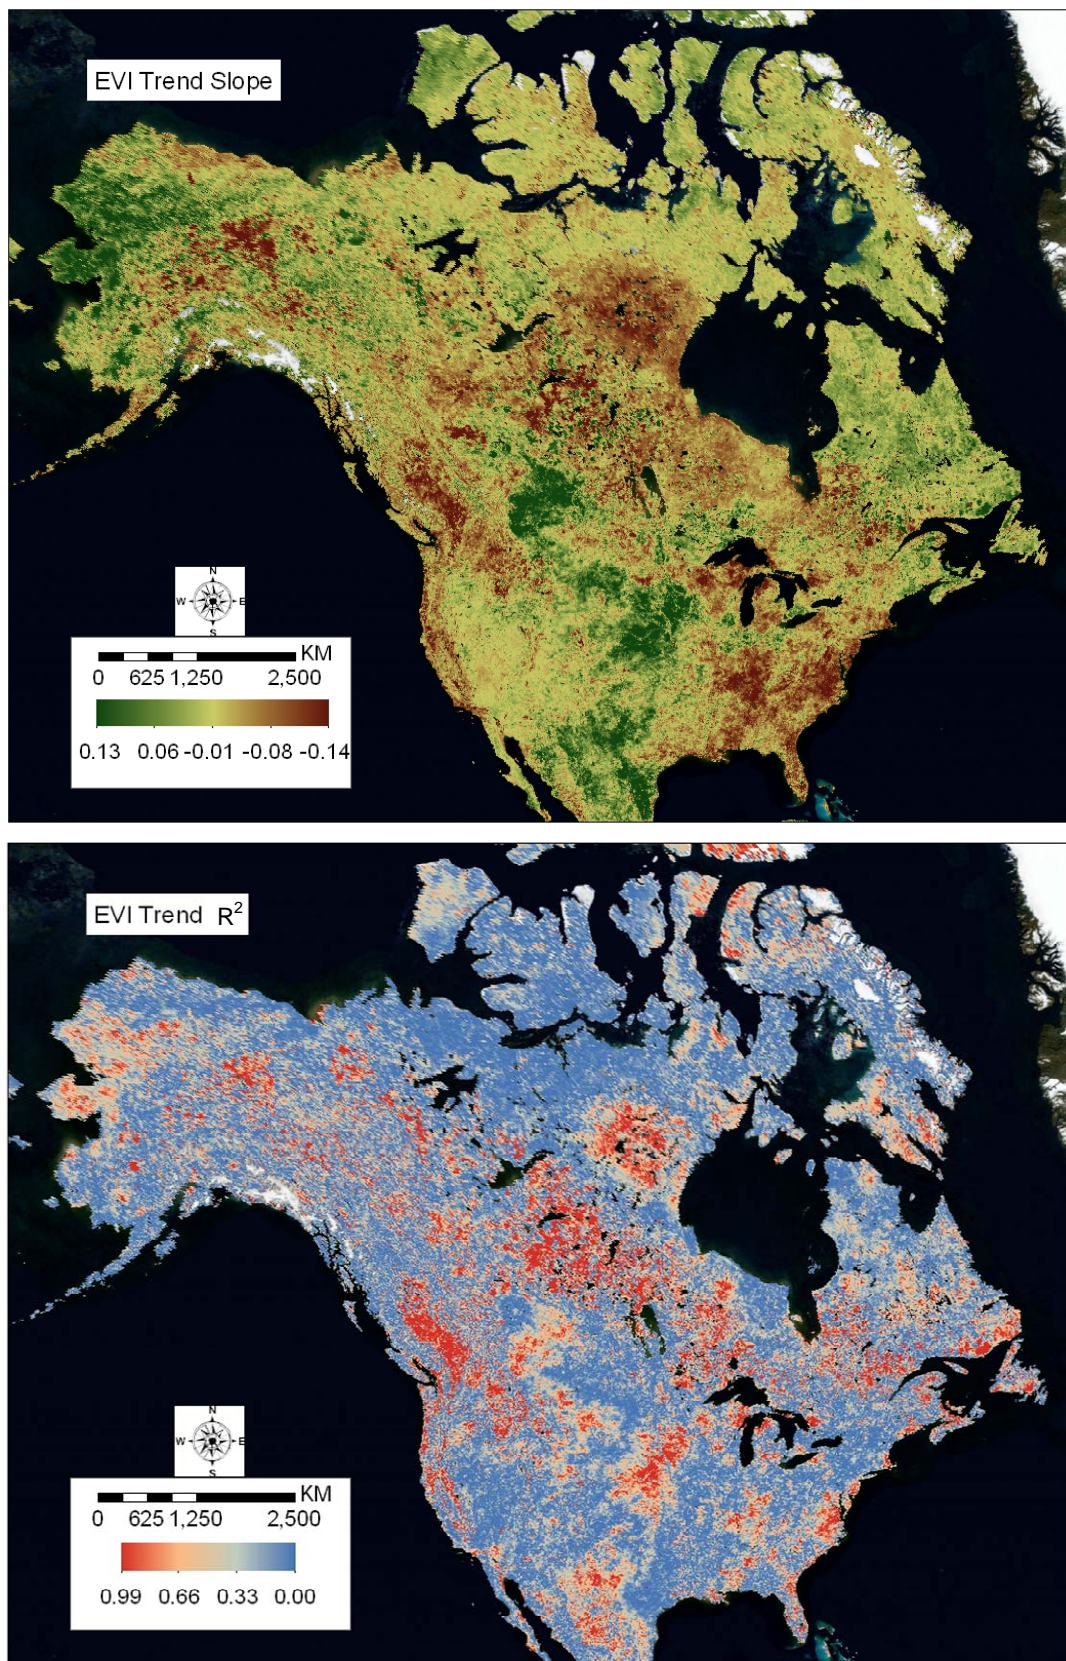 EVI Trend Slope
N
W E
S
KM
0 625 1,250 2,500
0.13 0.06 -0.01 -0.08 -0.14
EVI Trend R²
N
W E
S
KM
0 625 1,250 2,500
0.99 0.66 0.33 0.00